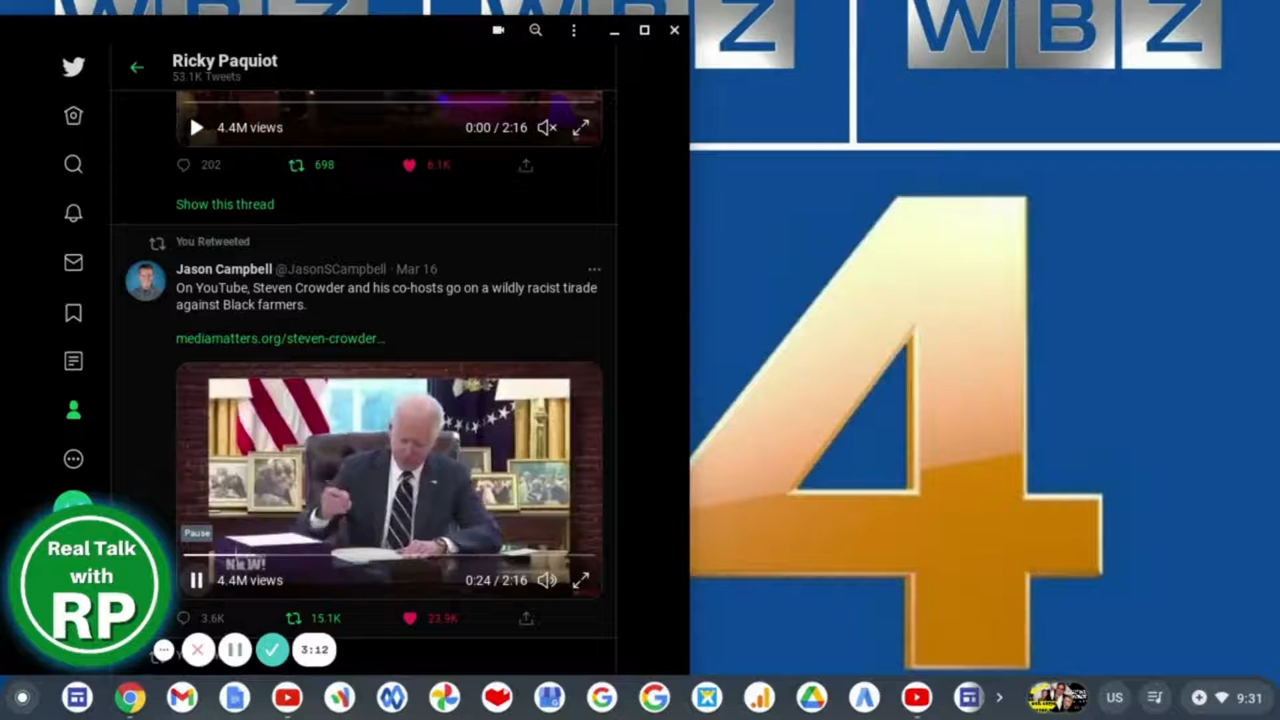 WBZ
Ricky Paquiot
53.1K Tweets
4.4M views
0:00 / 2:16
202
698
6.1K
Show this thread
You Retweeted
Jason Campbell @JasonSCampbell · Mar 16
On YouTube, Steven Crowder and his co-hosts go on a wildly racist tirade
against Black farmers.
mediamatters.org/steven-crowder...
Pause
NEW!
4.4M views
0:24 / 2:16
3.6K
15.1K
23.9K
Real Talk
with
RP
3:12
Z
4
US
9:31